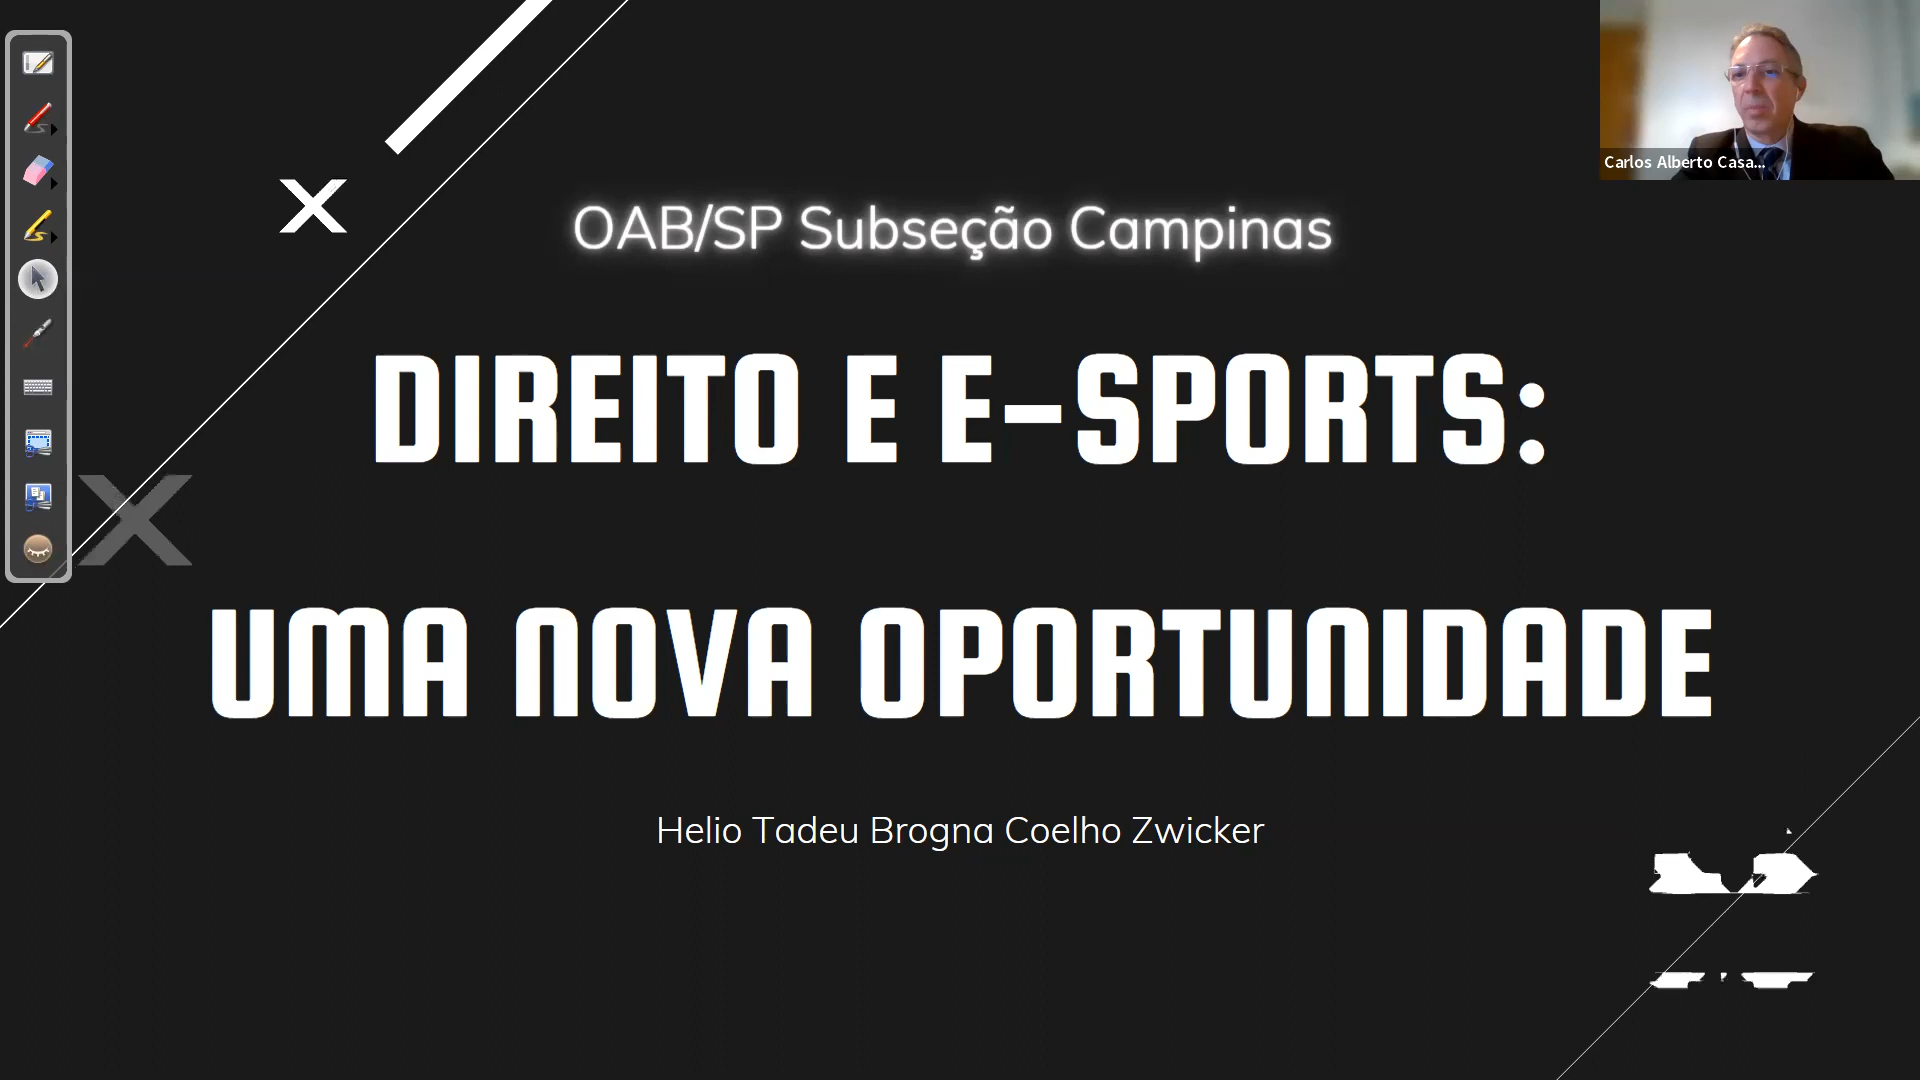 Carlos Alberto Casa...
OAB/SP Subseção Campinas
DIREITO E E-SPORTS:
UMA NOVA OPORTUNIDADE
Helio Tadeu Brogna Coelho Zwicker